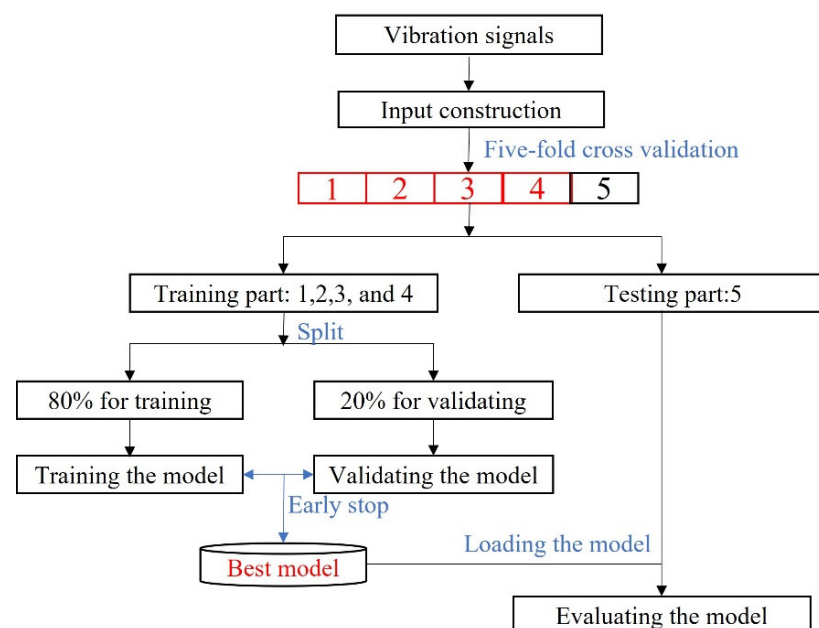 Vibration signals
Input construction
Five-fold cross validation
1 2 3 4 5
Training part: 1,2,3, and 4
Testing part:5
Split
80% for training
20% for validating
Training the model
Validating the model
Early stop
Loading the model
Best model
Evaluating the model